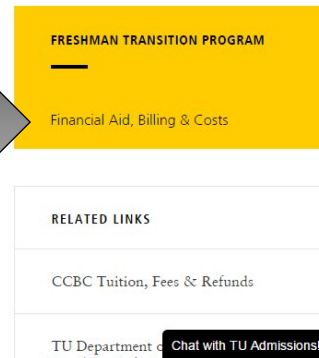 FRESHMAN TRANSITION PROGRAM
Financial Aid, Billing & Costs
RELATED LINKS
CCBC Tuition, Fees & Refunds
TU Department
Chat with TU Admissions!